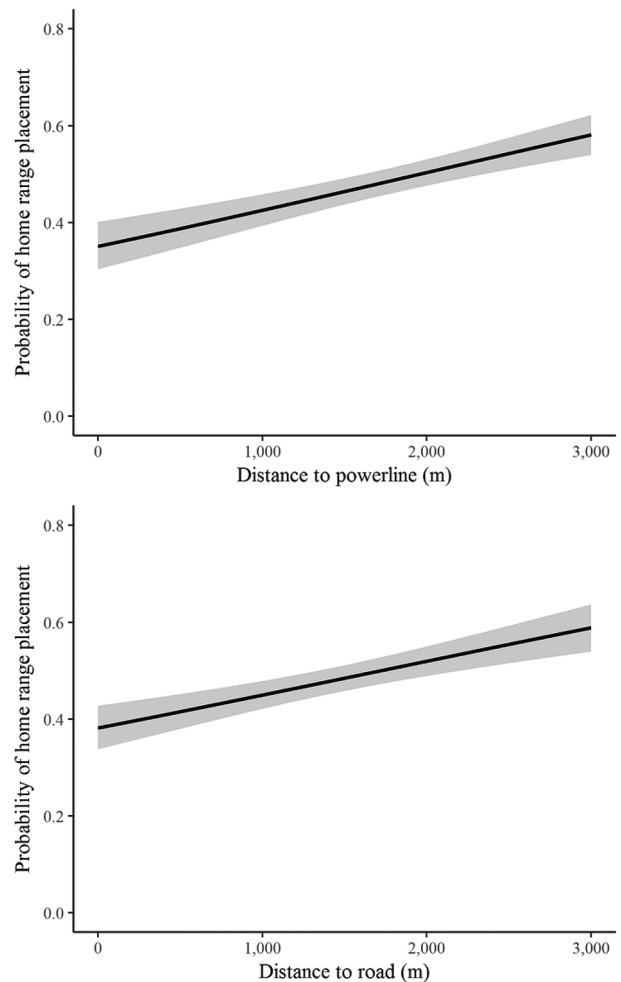 Probability of home range placement
0.8
0.6
0.4
0.2
0.0
0 1,000 2,000 3,000
Distance to powerline (m)
Probability of home range placement
0.8
0.6
0.4
0.2
0.0
0 1,000 2,000 3,000
Distance to road (m)